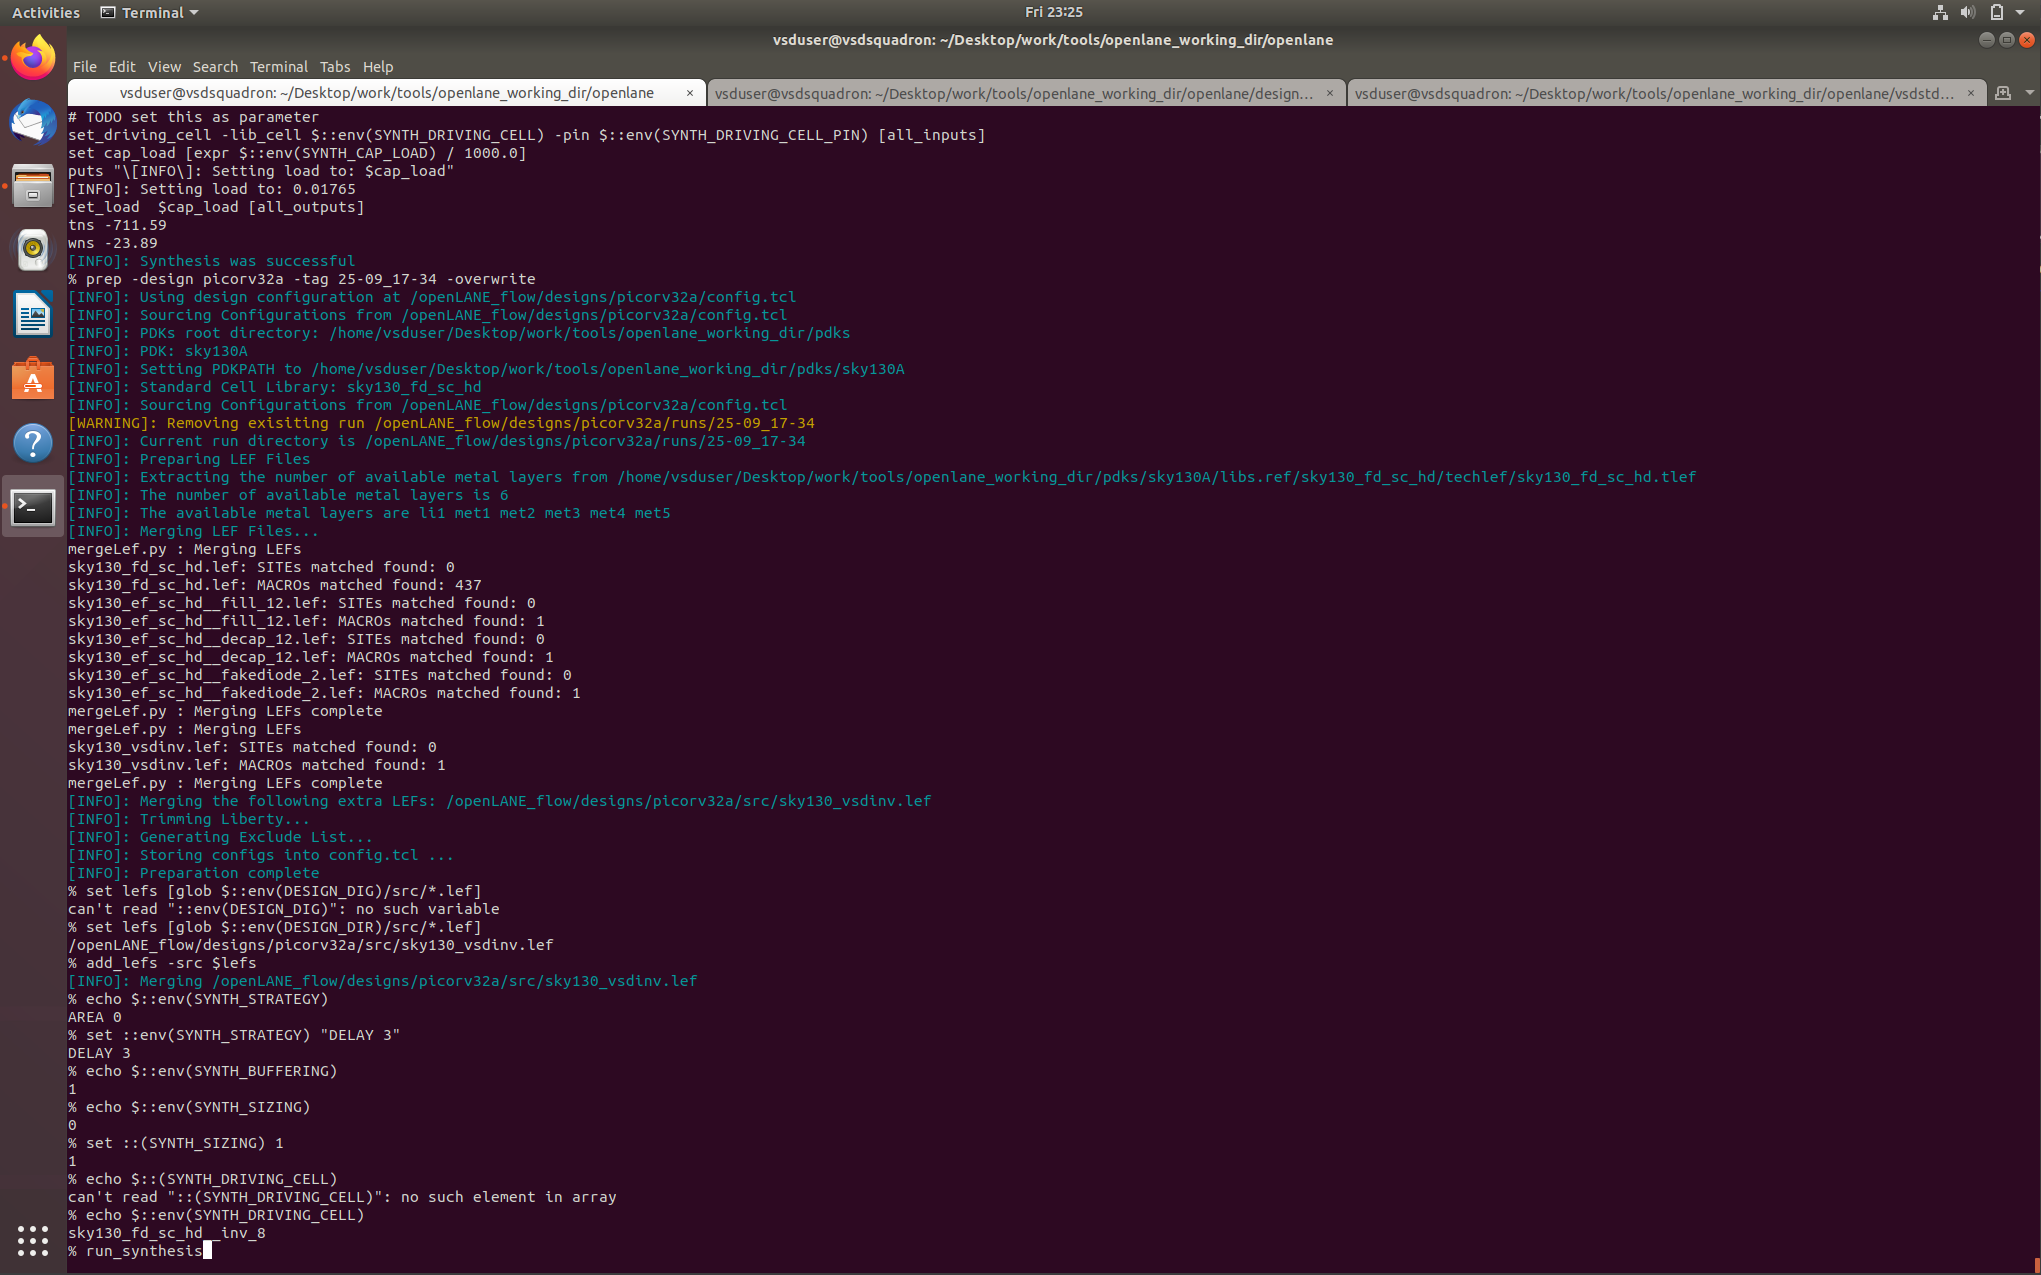 Activities
Terminal
Fri 23:25
vsduser@vsdsquadron: ~/Desktop/work/tools/openlane_working_dir/openlane
File Edit View Search Terminal Tabs Help
vsduser@vsdsquadron: ~/Desktop/work/tools/openlane_working_dir/openlane ×
vsduser@vsdsquadron: ~/Desktop/work/tools/openlane_working_dir/openlane/design... ×
vsduser@vsdsquadron: ~/Desktop/work/tools/openlane_working_dir/openlane/vsdstd... ×
# TODO set this as parameter
set_driving_cell -lib_cell $::env(SYNTH_DRIVING_CELL) -pin $::env(SYNTH_DRIVING_CELL_PIN) [all_inputs]
set cap_load [expr $::env(SYNTH_CAP_LOAD) / 1000.0]
puts "\[INFO\]: Setting load to: $cap_load"
[INFO]: Setting load to: 0.01765
set_load  $cap_load [all_outputs]
tns -711.59
wns -23.89
[INFO]: Synthesis was successful
% prep -design picorv32a -tag 25-09_17-34 -overwrite
[INFO]: Using design configuration at /openLANE_flow/designs/picorv32a/config.tcl
[INFO]: Sourcing Configurations from /openLANE_flow/designs/picorv32a/config.tcl
[INFO]: PDKs root directory: /home/vsduser/Desktop/work/tools/openlane_working_dir/pdks
[INFO]: PDK: sky130A
[INFO]: Setting PDKPATH to /home/vsduser/Desktop/work/tools/openlane_working_dir/pdks/sky130A
[INFO]: Standard Cell Library: sky130_fd_sc_hd
[INFO]: Sourcing Configurations from /openLANE_flow/designs/picorv32a/config.tcl
[WARNING]: Removing exisiting run /openLANE_flow/designs/picorv32a/runs/25-09_17-34
[INFO]: Current run directory is /openLANE_flow/designs/picorv32a/runs/25-09_17-34
[INFO]: Preparing LEF Files
[INFO]: Extracting the number of available metal layers from /home/vsduser/Desktop/work/tools/openlane_working_dir/pdks/sky130A/libs.ref/sky130_fd_sc_hd/techlef/sky130_fd_sc_hd.tlef
[INFO]: The number of available metal layers is 6
[INFO]: The available metal layers are li1 met1 met2 met3 met4 met5
[INFO]: Merging LEF Files...
mergeLef.py : Merging LEFs
sky130_fd_sc_hd.lef: SITEs matched found: 0
sky130_fd_sc_hd.lef: MACROs matched found: 437
sky130_ef_sc_hd__fill_12.lef: SITEs matched found: 0
sky130_ef_sc_hd__fill_12.lef: MACROs matched found: 1
sky130_ef_sc_hd__decap_12.lef: SITEs matched found: 0
sky130_ef_sc_hd__decap_12.lef: MACROs matched found: 1
sky130_ef_sc_hd__fakediode_2.lef: SITEs matched found: 0
sky130_ef_sc_hd__fakediode_2.lef: MACROs matched found: 1
mergeLef.py : Merging LEFs complete
mergeLef.py : Merging LEFs
sky130_vsdinv.lef: SITEs matched found: 0
sky130_vsdinv.lef: MACROs matched found: 1
mergeLef.py : Merging LEFs complete
[INFO]: Merging the following extra LEFs: /openLANE_flow/designs/picorv32a/src/sky130_vsdinv.lef
[INFO]: Trimming Liberty...
[INFO]: Generating Exclude List...
[INFO]: Storing configs into config.tcl ...
[INFO]: Preparation complete
% set lefs [glob $::env(DESIGN_DIG)/src/*.lef]
can't read "::env(DESIGN_DIG)": no such variable
% set lefs [glob $::env(DESIGN_DIR)/src/*.lef]
/openLANE_flow/designs/picorv32a/src/sky130_vsdinv.lef
% add_lefs -src $lefs
[INFO]: Merging /openLANE_flow/designs/picorv32a/src/sky130_vsdinv.lef
% echo $::env(SYNTH_STRATEGY)
AREA 0
% set ::env(SYNTH_STRATEGY) "DELAY 3"
DELAY 3
% echo $::env(SYNTH_BUFFERING)
1
% echo $::env(SYNTH_SIZING)
0
% set ::(SYNTH_SIZING) 1
1
% echo $::(SYNTH_DRIVING_CELL)
can't read "::(SYNTH_DRIVING_CELL)": no such element in array
% echo $::env(SYNTH_DRIVING_CELL)
sky130_fd_sc_hd__inv_8
% run_synthesis